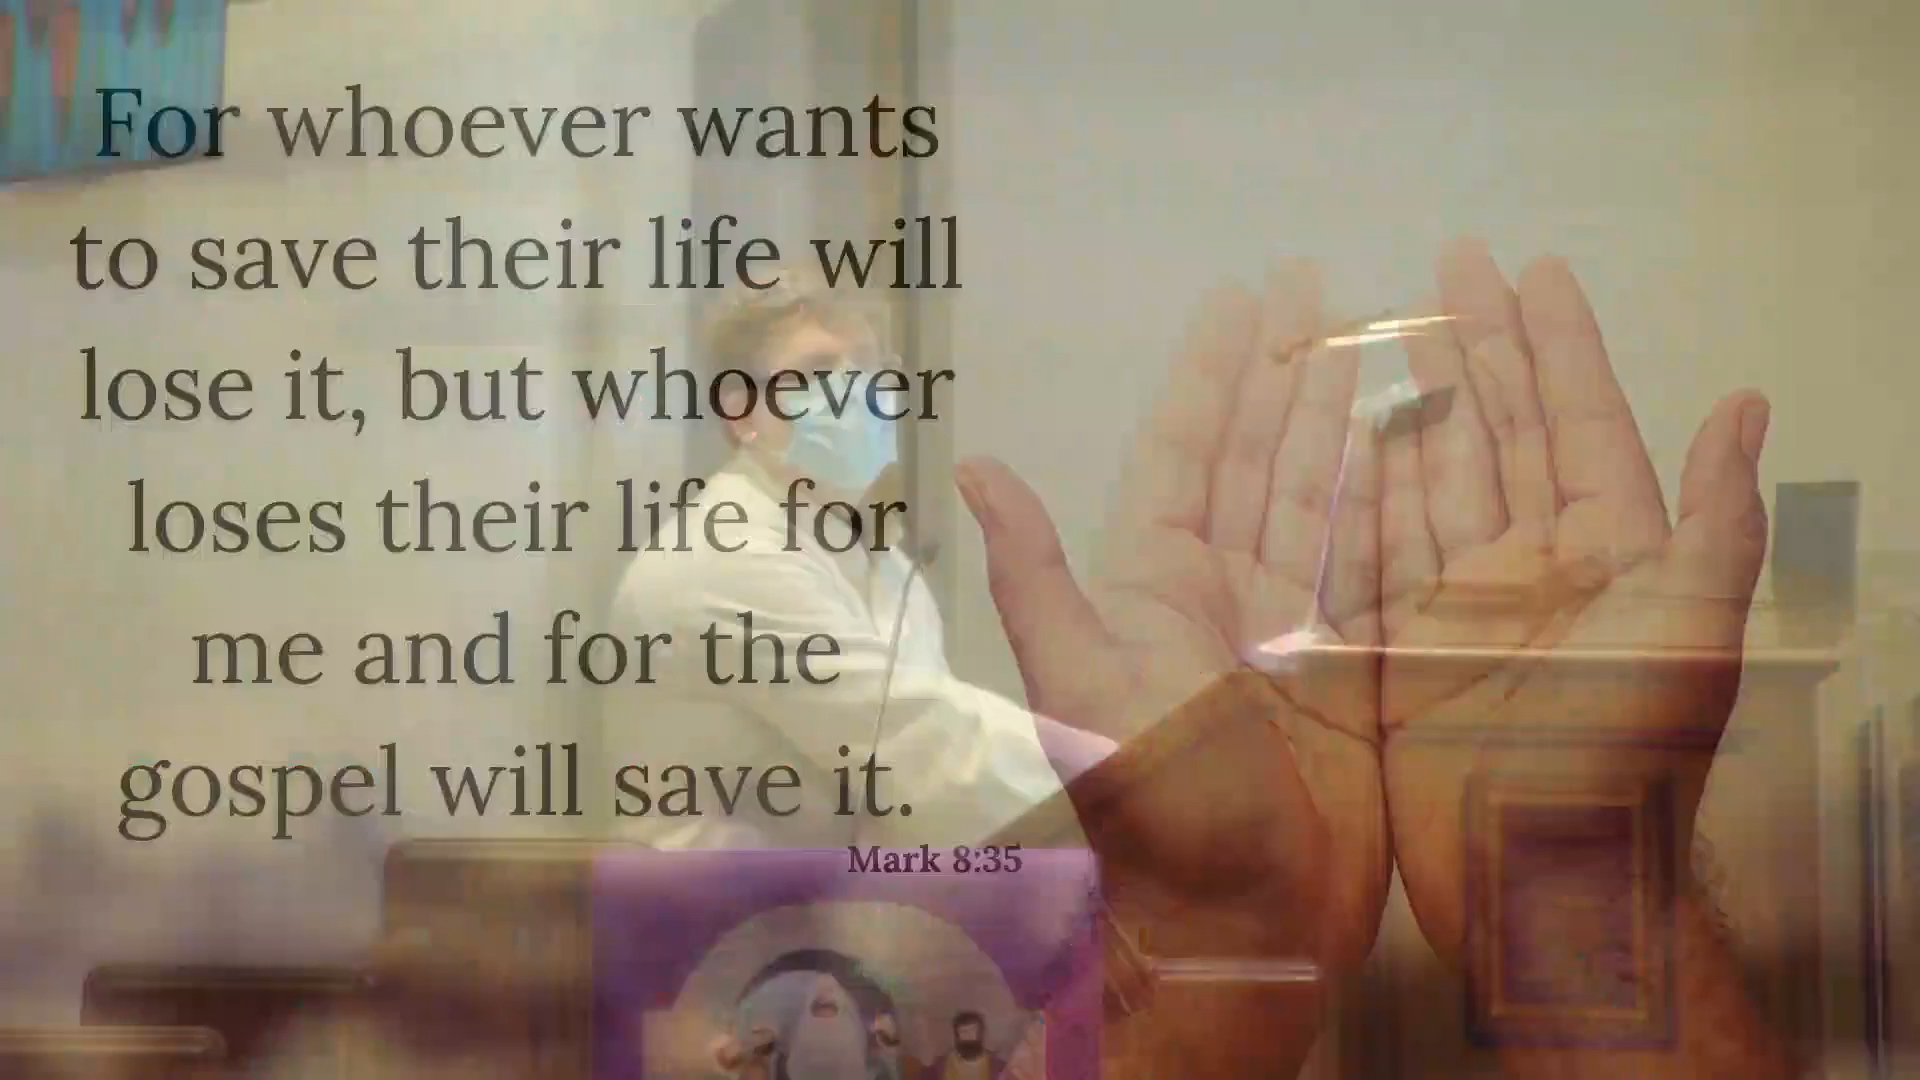 For whoever wants
to save their life will
lose it, but whoever
loses their life for
me and for the
gospel will save it.
Mark 8:35